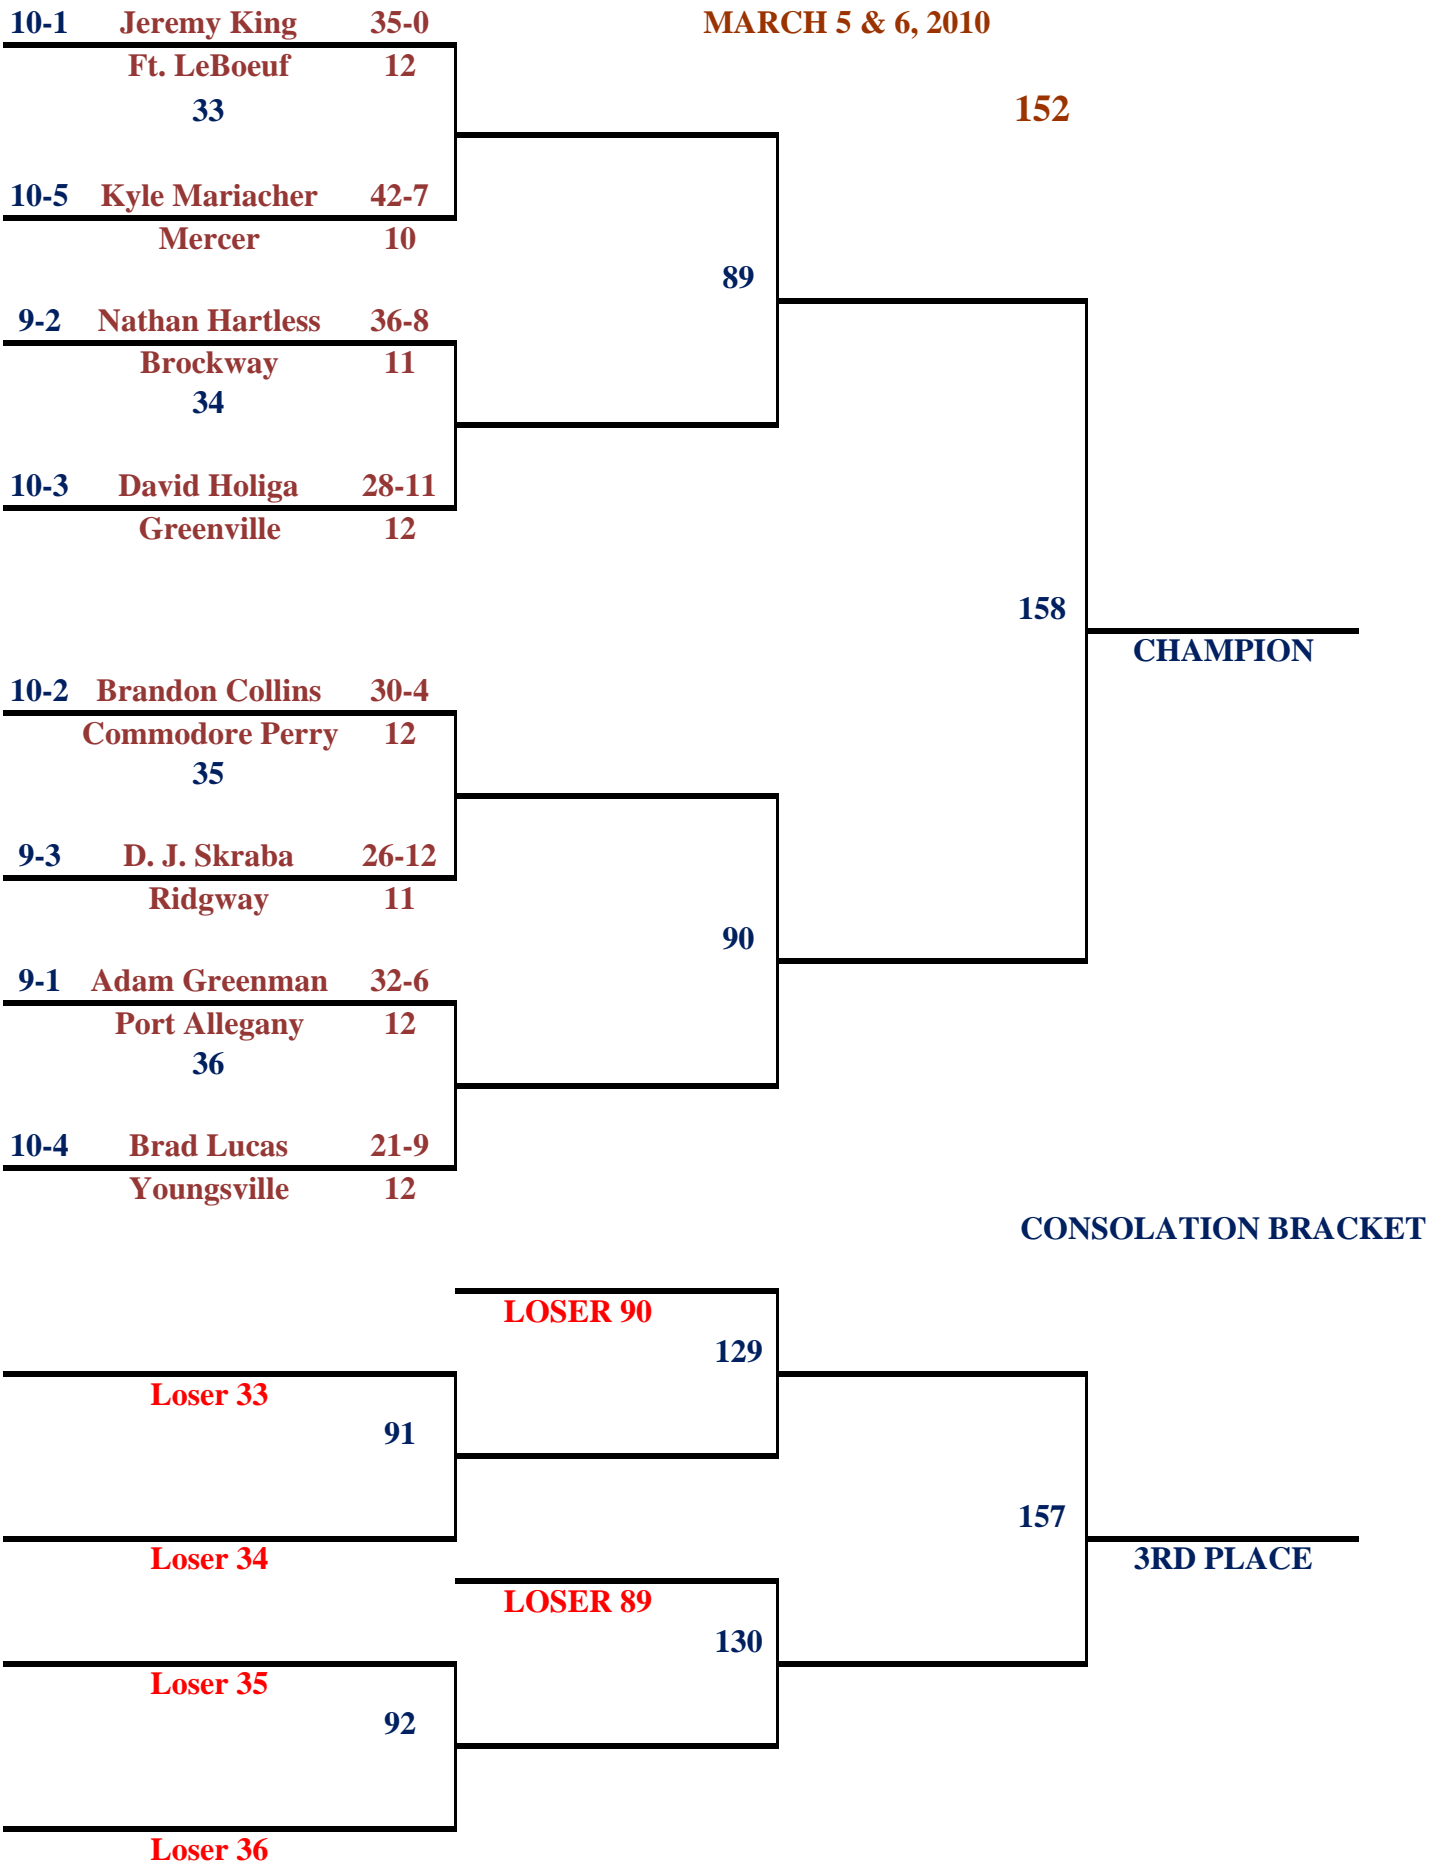 10-1 Jeremy King 35-0 MARCH 5 & 6, 2010
Ft. LeBoeuf 12
33 152
10-5 Kyle Mariacher 42-7
Mercer 10
89
9-2 Nathan Hartless 36-8
Brockway 11
34
10-3 David Holiga 28-11
Greenville 12
158
CHAMPION
10-2 Brandon Collins 30-4
Commodore Perry 12
35
9-3 D. J. Skraba 26-12
Ridgway 11
90
9-1 Adam Greenman 32-6
Port Allegany 12
36
10-4 Brad Lucas 21-9
Youngsville 12
CONSOLATION BRACKET
LOSER 90
129
Loser 33
91
157
Loser 34 3RD PLACE
LOSER 89
130
Loser 35
92
Loser 36